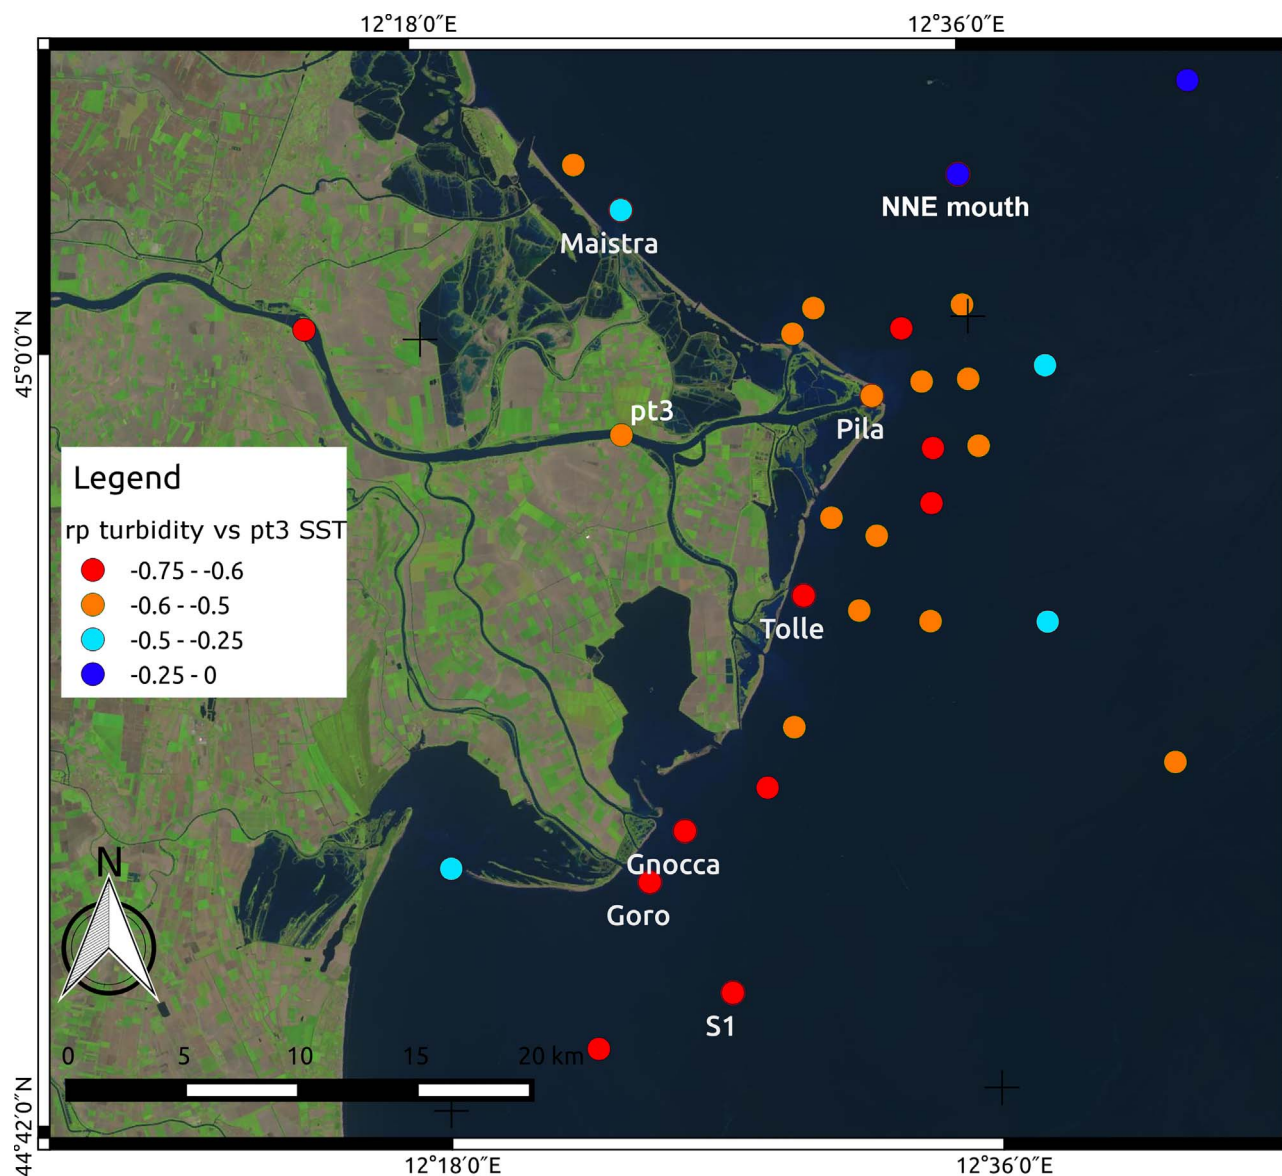 12°18′0″E 12°36′0″E
NNE mouth
Maistra
45°0′0″N
pt3
Pila
Legend
rp turbidity vs pt3 SST
-0.75 - -0.6
-0.6 - -0.5
-0.5 - -0.25
-0.25 - 0
Tolle
Gnocca
N
Goro
S1
0 5 10 15 20 km
44°42′0″N
12°18′0″E 12°36′0″E